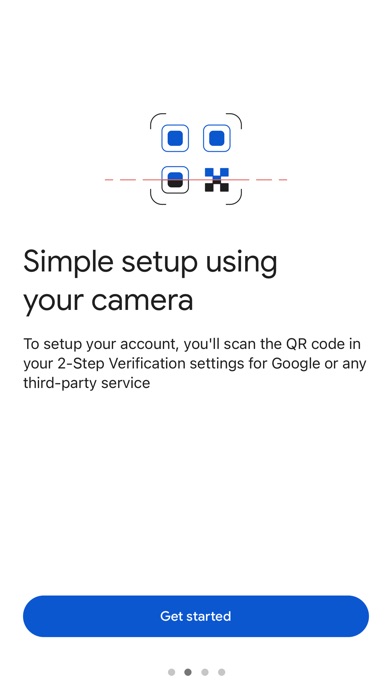 Simple setup using
your camera
To setup your account, you'll scan the QR code in
your 2-Step Verification settings for Google or any
third-party service
Get started